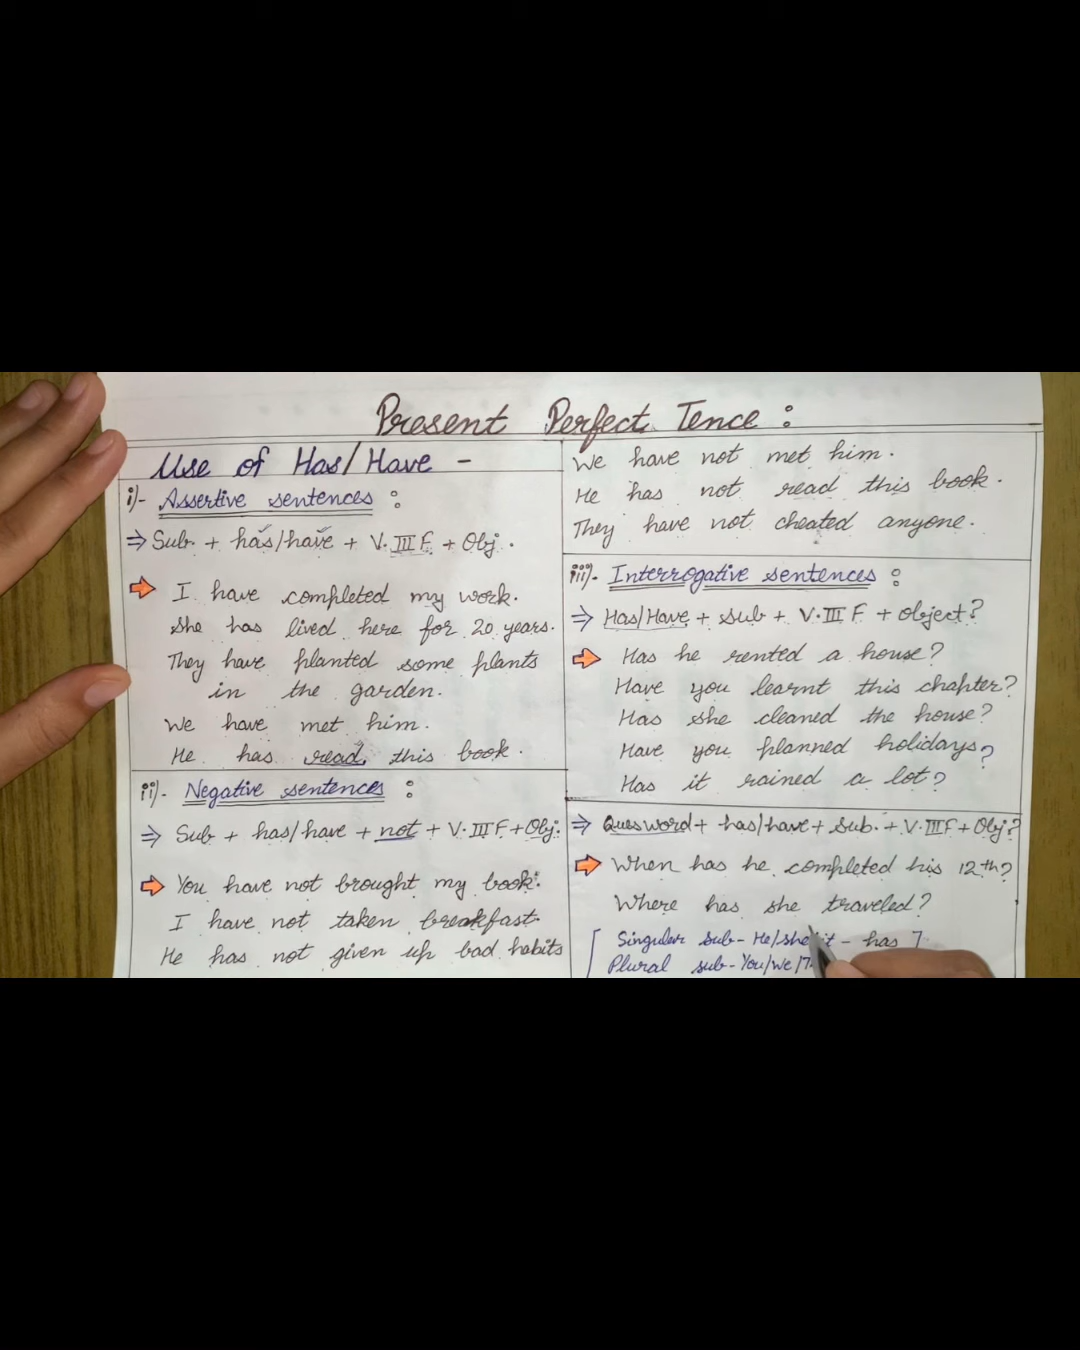 Present Perfect Tence :
Use of Has/Have -
i)- Assertive sentences :
⇒ Sub. + has/have + V.III F. + Obj.
I have completed my work.
She has lived here for 20 years.
They have planted some plants
in the garden.
We have met him.
He has read this book.
ii)- Negative sentences :
⇒ Sub + has/have + not + V.III F. + Obj.
You have not brought my book.
I have not taken breakfast.
He has not given up bad habits
We have not met him.
He has not read this book.
They have not cheated anyone.
iii)- Interrogative sentences :
⇒ Has/Have + sub + V.III F + object?
Has he rented a house?
Have you learnt this chapter?
Has she cleaned the house?
Have you planned holidays?
Has it rained a lot?
⇒ Quesword + has/have + sub. + V.III F + Obj?
When has he completed his 12th?
Where has she traveled?
Singular sub - He/she/it - has
Plural sub - You/we/